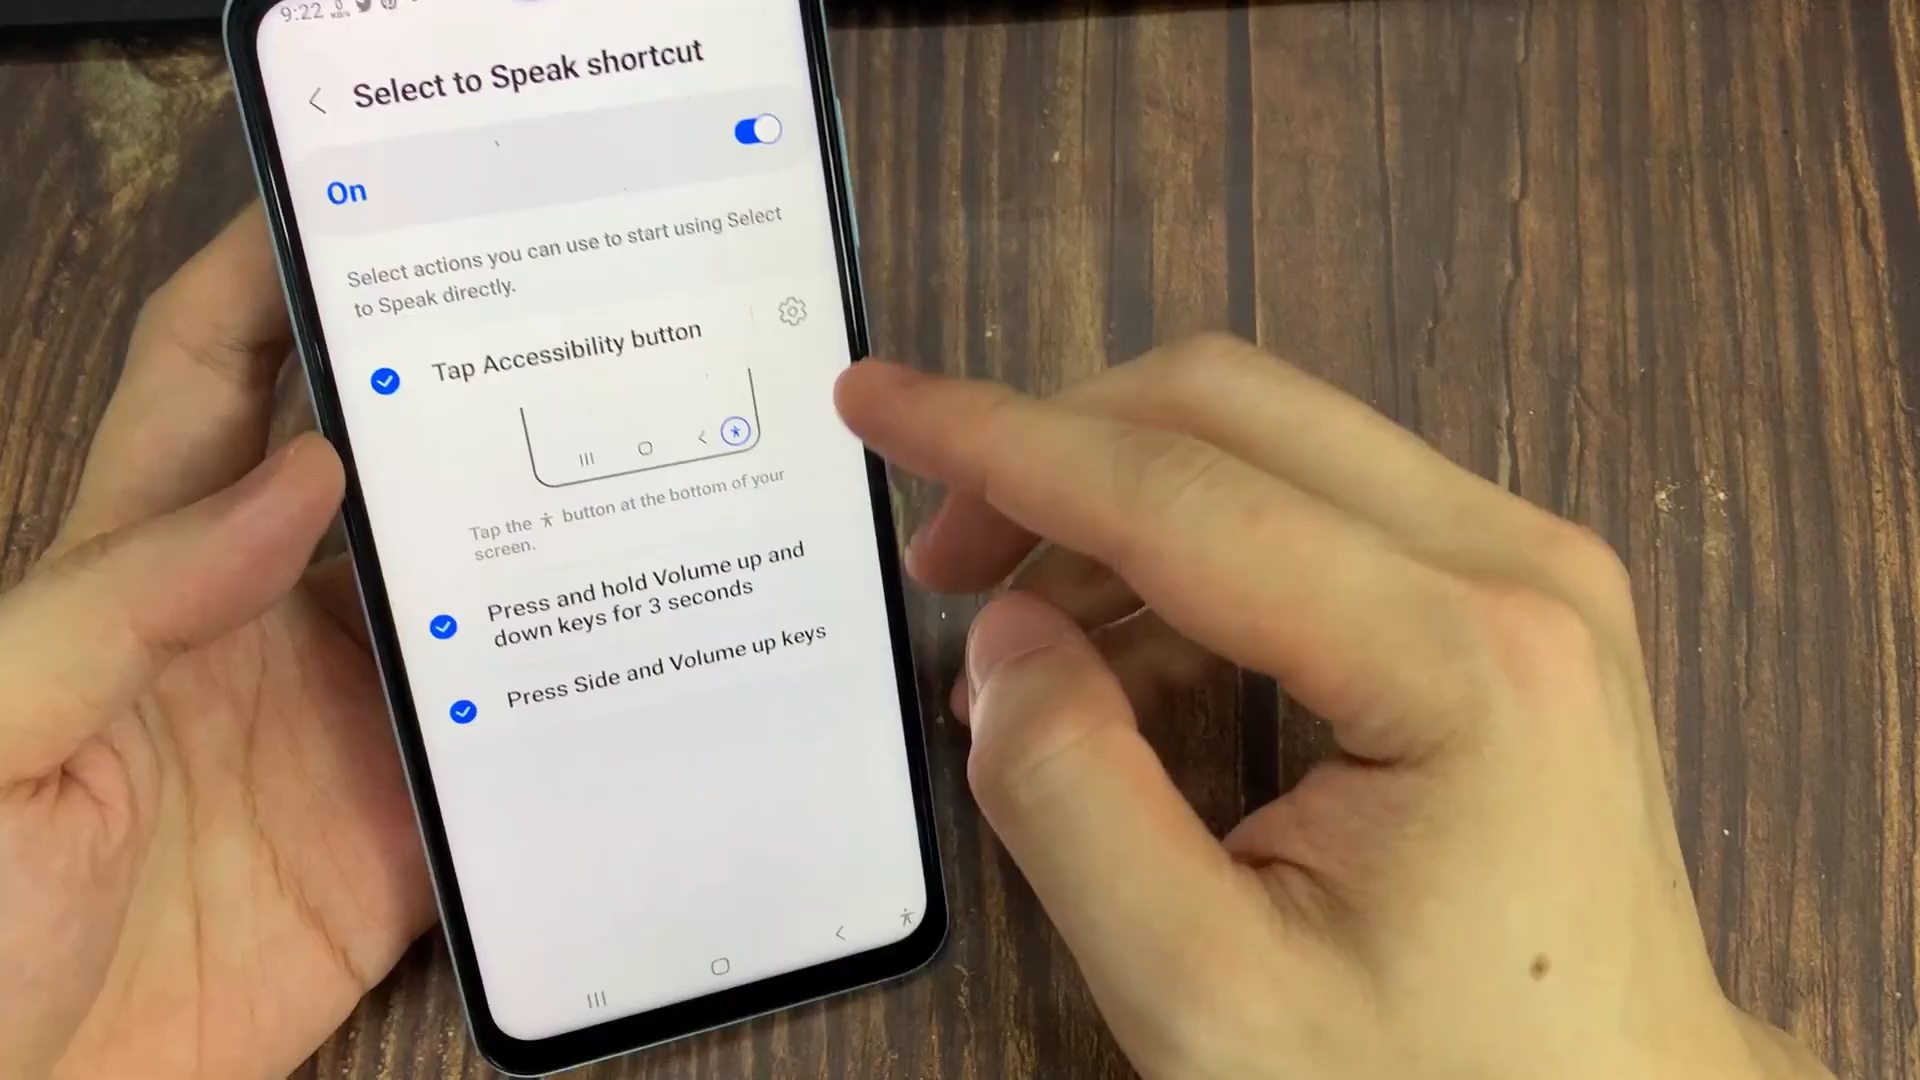 9:22
Select to Speak shortcut
On
Select actions you can use to start using Select
to Speak directly.
Tap Accessibility button
Tap the button at the bottom of your
screen.
Press and hold Volume up and
down keys for 3 seconds
Press Side and Volume up keys